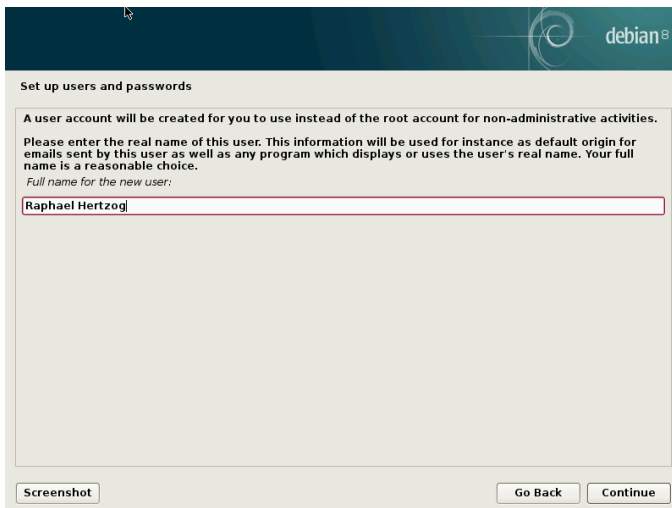 debian 8
Set up users and passwords
A user account will be created for you to use instead of the root account for non-administrative activities.
Please enter the real name of this user. This information will be used for instance as default origin for
emails sent by this user as well as any program which displays or uses the user's real name. Your full
name is a reasonable choice.
Full name for the new user:
Raphael Hertzog
Screenshot
Go Back
Continue